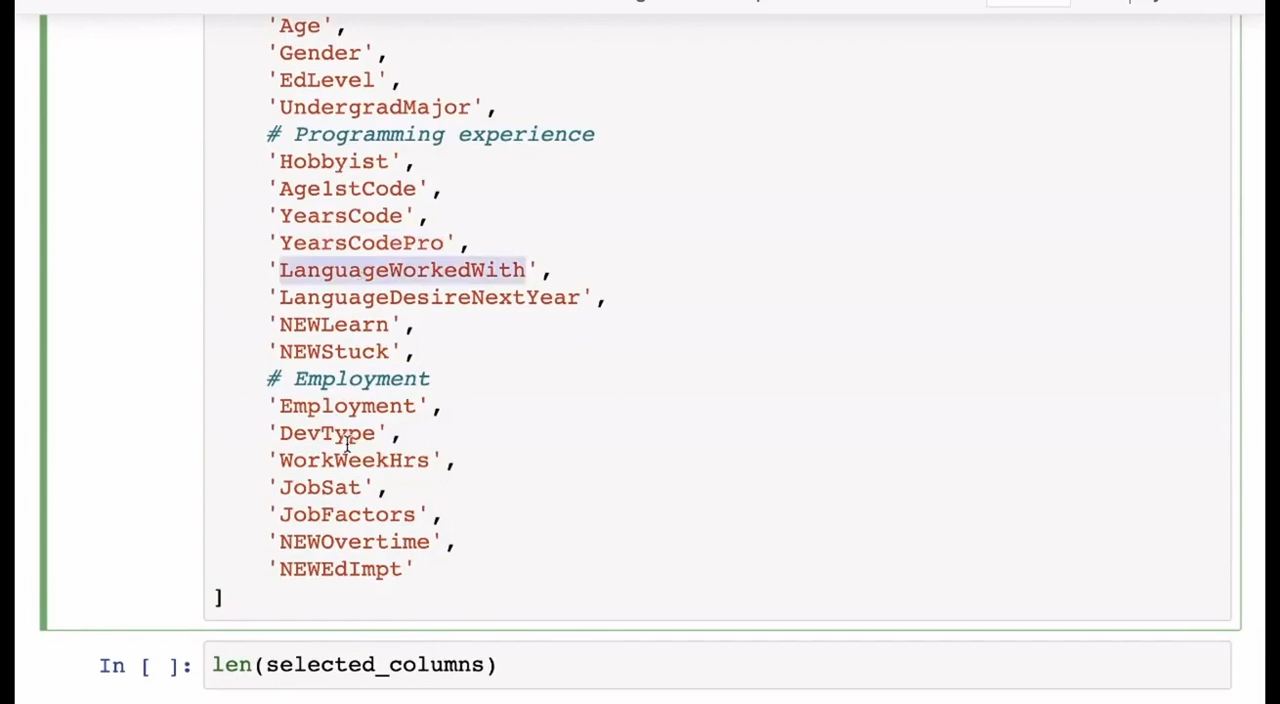 'Age',
'Gender',
'EdLevel',
'UndergradMajor',
# Programming experience
'Hobbyist',
'Age1stCode',
'YearsCode',
'YearsCodePro',
'LanguageWorkedWith',
'LanguageDesireNextYear',
'NEWLearn',
'NEWStuck',
# Employment
'Employment',
'DevType',
'WorkWeekHrs',
'JobSat',
'JobFactors',
'NEWOvertime',
'NEWEdImpt'
]
In [ ]: len(selected_columns)